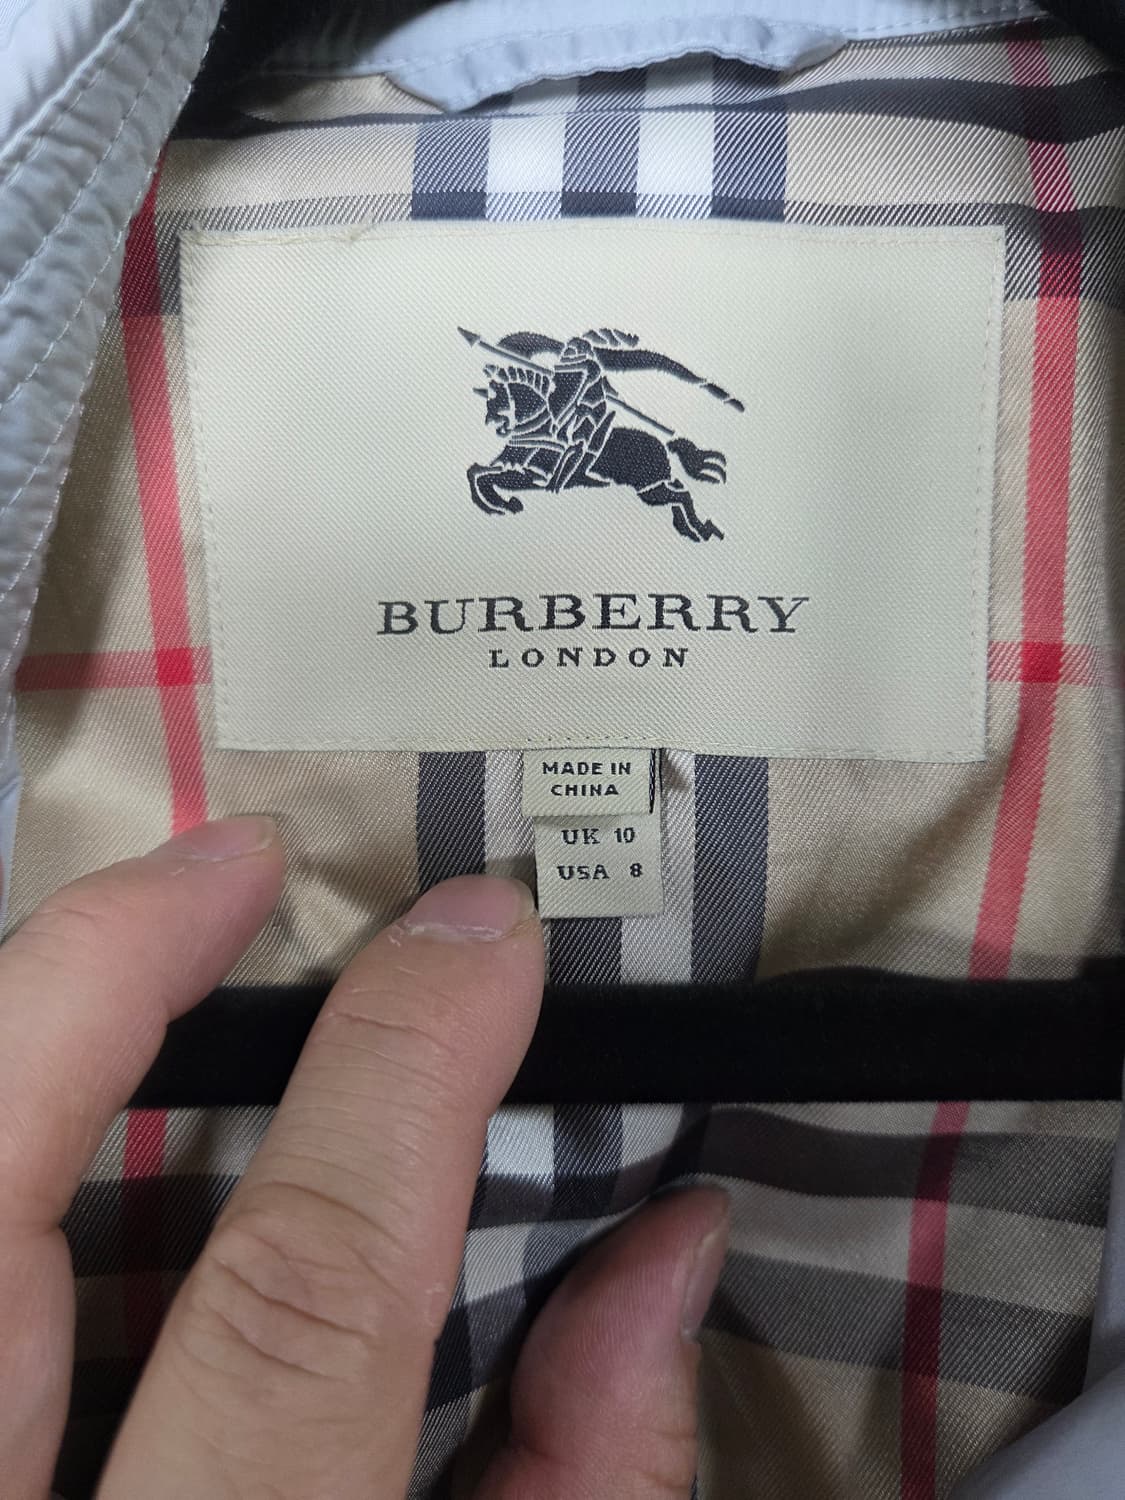 BURBERRY
LONDON
MADE IN
CHINA
UK 10
USA 8